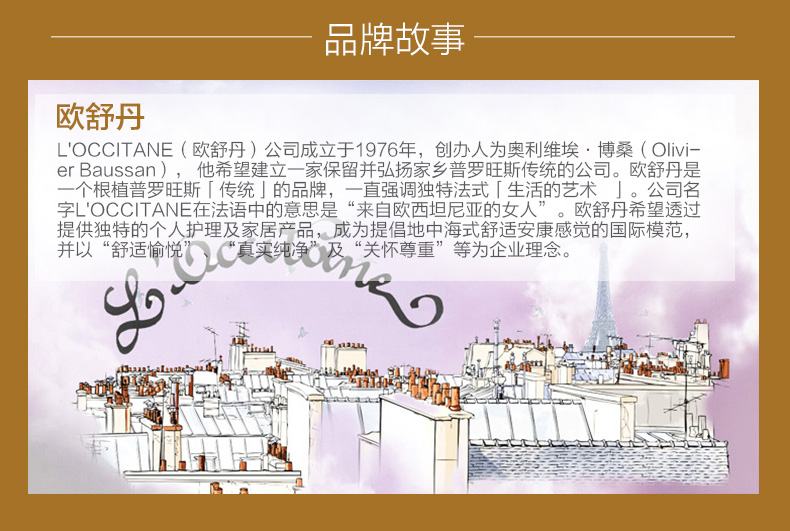 品牌故事
欧舒丹
L'OCCITANE（欧舒丹）公司成立于1976年，创办人为奥利维埃·博桑（Olivi-
er Baussan），他希望建立一家保留并弘扬家乡普罗旺斯传统的公司。欧舒丹是
一个根植普罗旺斯「传统」的品牌，一直强调独特法式「生活的艺术 」。公司名
字L'OCCITANE在法语中的意思是“来自欧西坦尼亚的女人”。欧舒丹希望透过
提供独特的个人护理及家居产品，成为提倡地中海式舒适安康感觉的国际模范，
并以“舒适愉悦”、“真实纯净”及“关怀尊重”等为企业理念。
L'Occitane